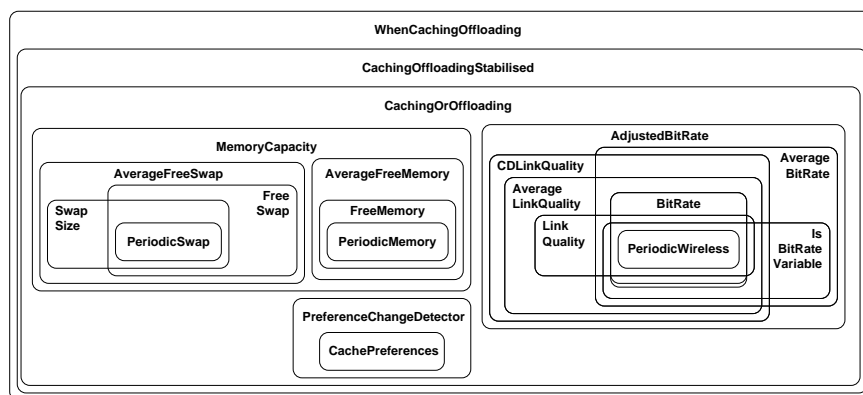 WhenCachingOffloading
CachingOffloadingStabilised
CachingOrOffloading
MemoryCapacity
AverageFreeSwap
Free
Swap
Swap
Size
PeriodicSwap
AverageFreeMemory
FreeMemory
PeriodicMemory
AdjustedBitRate
Average
BitRate
CDLinkQuality
Average
LinkQuality
BitRate
Link
Quality
Is
BitRate
Variable
PeriodicWireless
PreferenceChangeDetector
CachePreferences